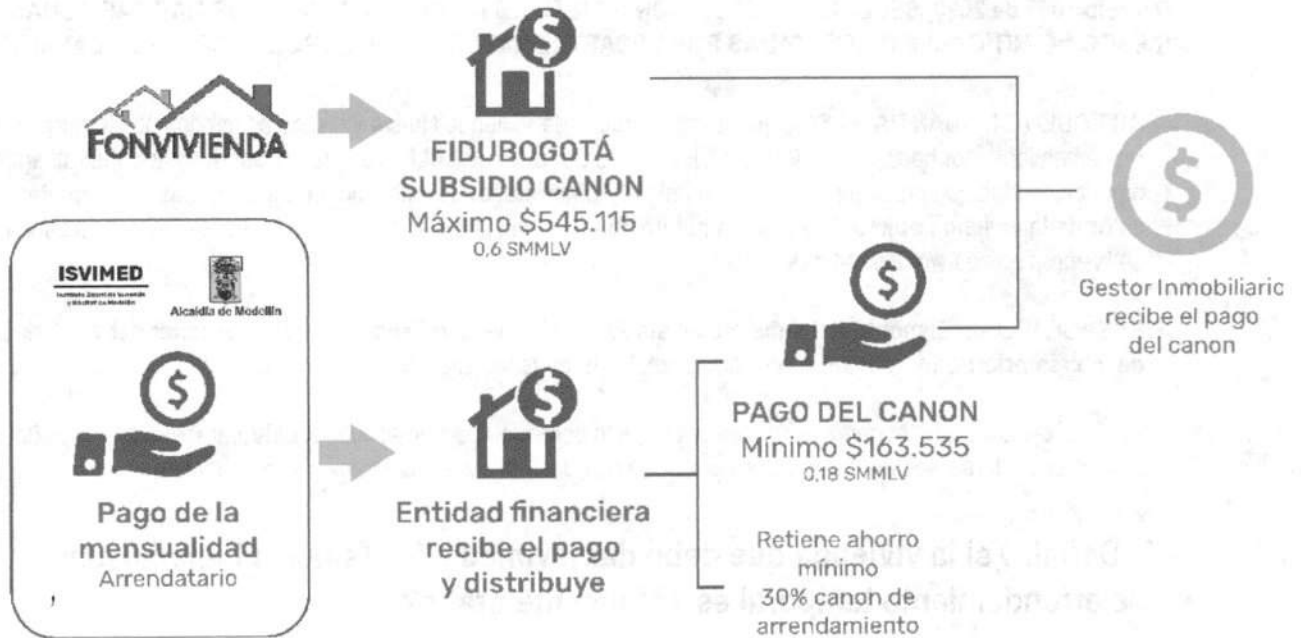 FONVIVIENDA
FIDUBOGOTÁ
SUBSIDIO CANON
Máximo $545.115
0,6 SMMLV
ISVIMED
Alcaldía de Medellín
Pago de la
mensualidad
Arrendatario
Entidad financiera
recibe el pago
y distribuye
PAGO DEL CANON
Mínimo $163.535
0,18 SMMLV
Retiene ahorro
mínimo
30% canon de
arrendamiento
Gestor Inmobiliario
recibe el pago
del canon